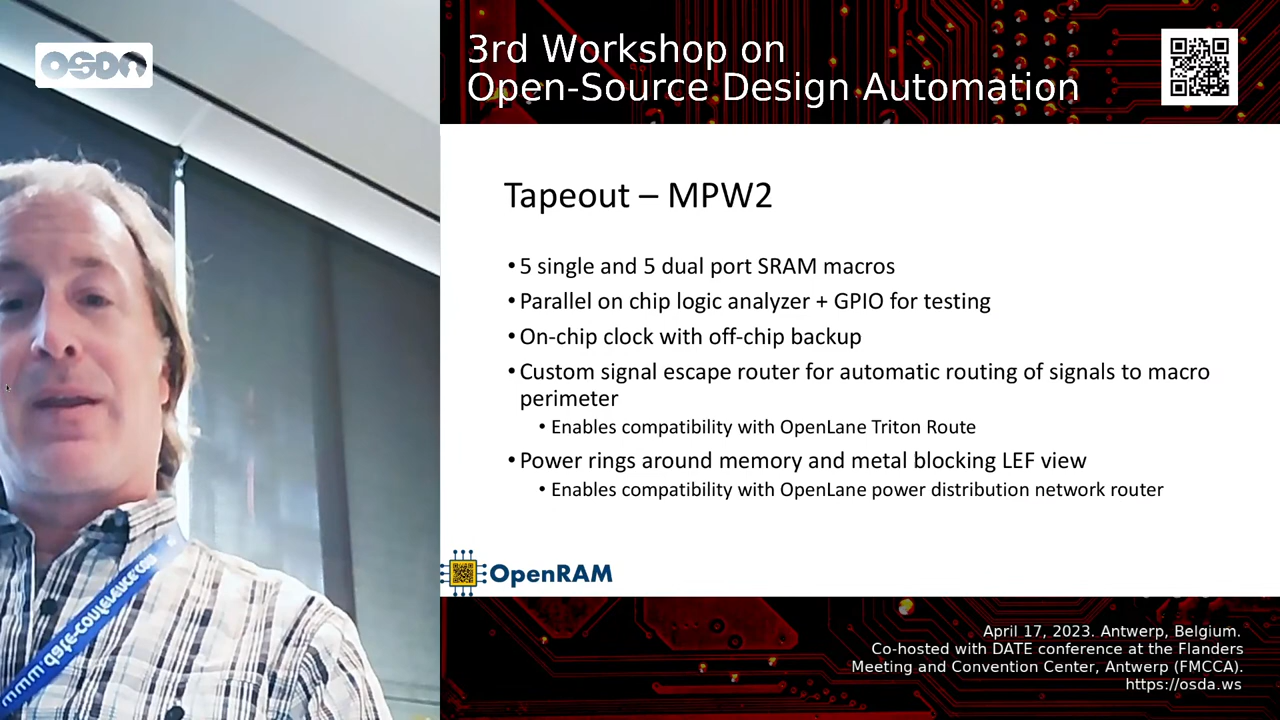 OSDA
3rd Workshop on
Open-Source Design Automation
Tapeout – MPW2
• 5 single and 5 dual port SRAM macros
• Parallel on chip logic analyzer + GPIO for testing
• On-chip clock with off-chip backup
• Custom signal escape router for automatic routing of signals to macro
perimeter
• Enables compatibility with OpenLane Triton Route
• Power rings around memory and metal blocking LEF view
• Enables compatibility with OpenLane power distribution network router
OpenRAM
April 17, 2023. Antwerp, Belgium.
Co-hosted with DATE conference at the Flanders
Meeting and Convention Center, Antwerp (FMCCA).
https://osda.ws